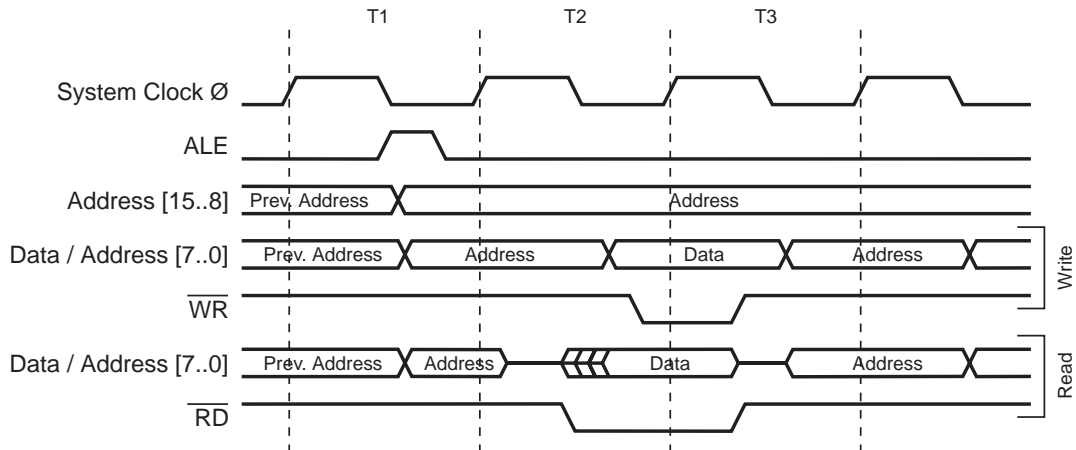 T1 T2 T3
System Clock Ø
ALE
Address [15..8] Prev. Address Address
Data / Address [7..0] Prev. Address Address Data Address
WR
Write
Data / Address [7..0] Prev. Address Address Data Address
RD
Read